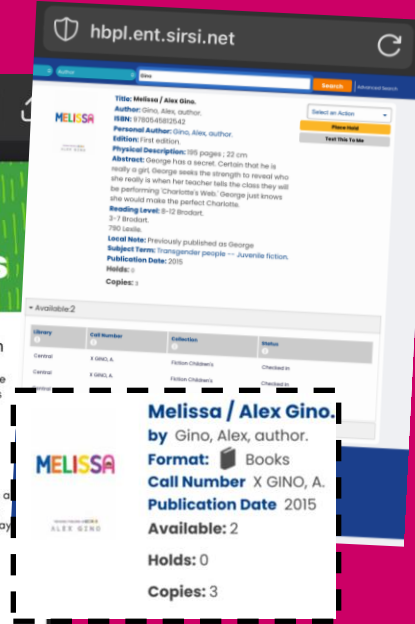 hbpl.ent.sirsi.net
Author
Gino
Search
Advanced Search
Title: Melissa / Alex Gino.
Author: Gino, Alex, author.
ISBN: 9780545812542
Personal Author: Gino, Alex, author.
Edition: First edition.
Physical Description: 195 pages ; 22 cm
Abstract: George has a secret. Certain that he is
really a girl, George seeks the strength to reveal who
she really is when her teacher tells the class they will
be performing 'Charlotte's Web.' George just knows
she would make the perfect Charlotte.
Reading Level: 8-12 Brodart.
3-7 Brodart.
790 Lexile.
Local Note: Previously published as George
Subject Term: Transgender people -- Juvenile fiction.
Publication Date: 2015
Holds: 0
Copies: 3
MELISSA
ALEX GINO
Select an Action
Place Hold
Text This To Me
Available:2
Library Call Number Collection Status
Central X GINO, A. Fiction Children's Checked In
Central X GINO, A. Fiction Children's Checked In
MELISSA
ALEX GINO
Melissa / Alex Gino.
by Gino, Alex, author.
Format: Books
Call Number X GINO, A.
Publication Date 2015
Available: 2
Holds: 0
Copies: 3